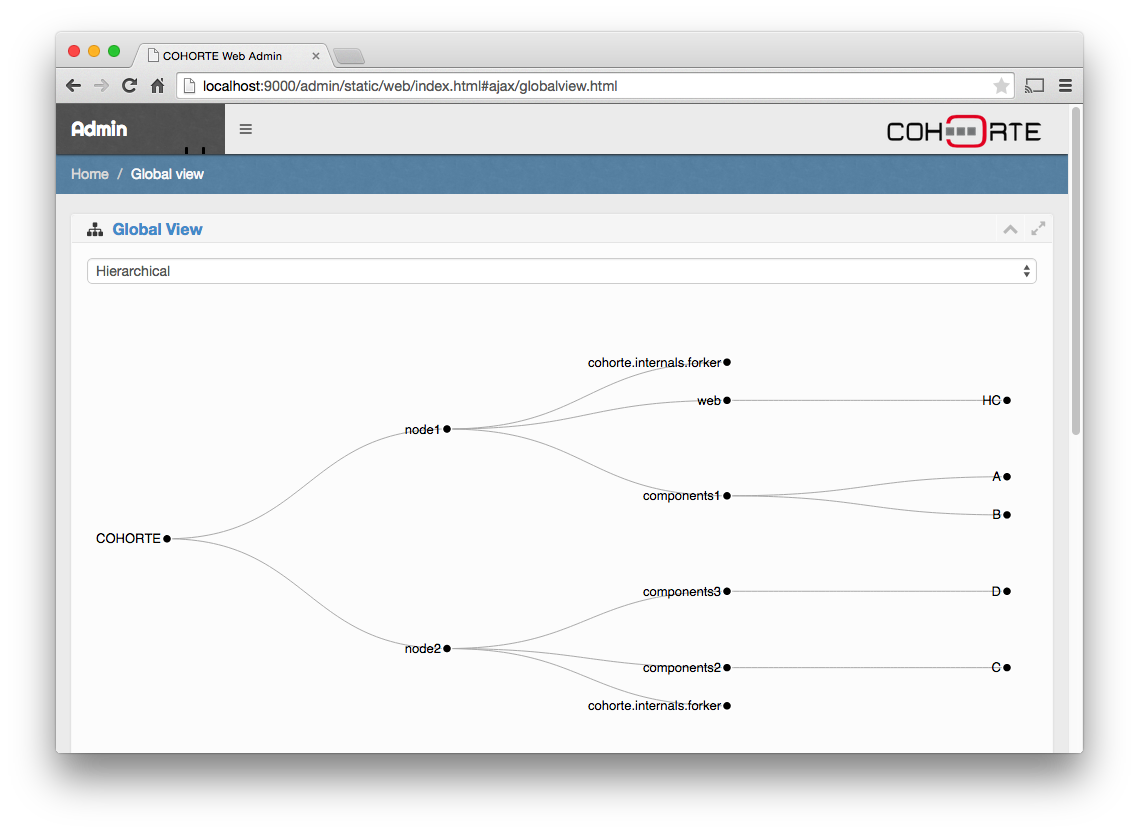 COHORTE Web Admin
localhost:9000/admin/static/web/index.html#ajax/globalview.html
Admin
COHORTE
Home / Global view
Global View
Hierarchical
cohorte.internals.forker
web
HC
node1
A
components1
B
COHORTE
components3
D
node2
components2
C
cohorte.internals.forker